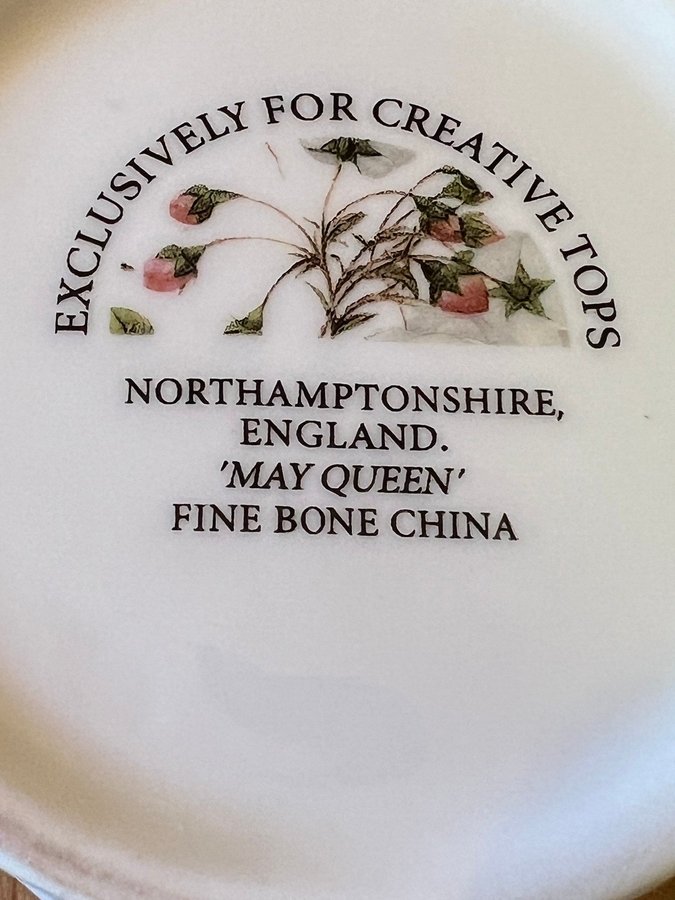 EXCLUSIVELY FOR CREATIVE TOPS
NORTHAMPTONSHIRE,
ENGLAND.
'MAY QUEEN'
FINE BONE CHINA